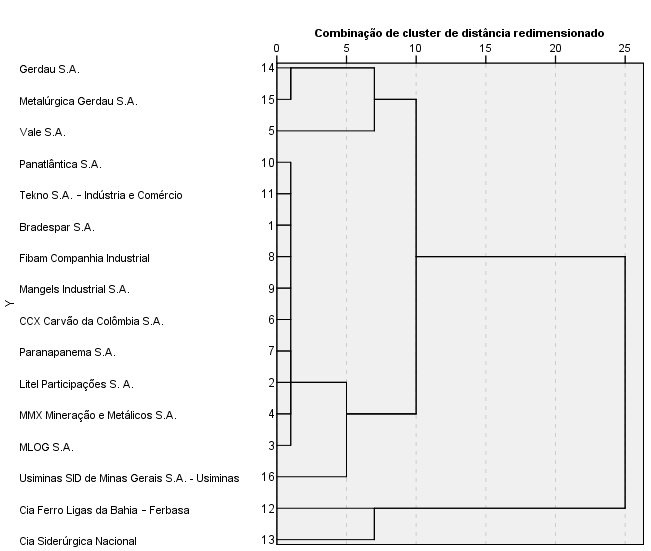 Combinação de cluster de distância redimensionado
0 5 10 15 20 25
Gerdau S.A. 14
Metalúrgica Gerdau S.A. 15
Vale S.A. 5
Panatlântica S.A. 10
Tekno S.A. - Indústria e Comércio 11
Bradespar S.A. 1
Fibam Companhia Industrial 8
Mangels Industrial S.A. 9
Y
CCX Carvão da Colômbia S.A. 6
Paranapanema S.A. 7
Litel Participações S. A. 2
MMX Mineração e Metálicos S.A. 4
MLOG S.A. 3
Usiminas SID de Minas Gerais S.A. - Usiminas 16
Cia Ferro Ligas da Bahia - Ferbasa 12
Cia Siderúrgica Nacional 13